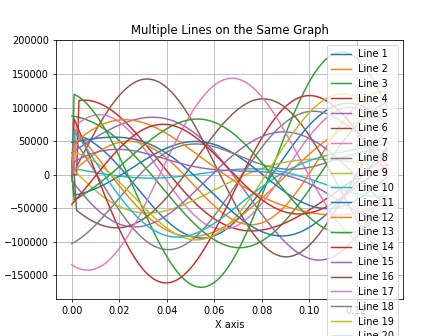 Multiple Lines on the Same Graph
200000
150000
100000
50000
0
−50000
−100000
−150000
0.00
0.02
0.04
0.06
0.08
0.10
X axis
Line 1
Line 2
Line 3
Line 4
Line 5
Line 6
Line 7
Line 8
Line 9
Line 10
Line 11
Line 12
Line 13
Line 14
Line 15
Line 16
Line 17
Line 18
Line 19
Line 20